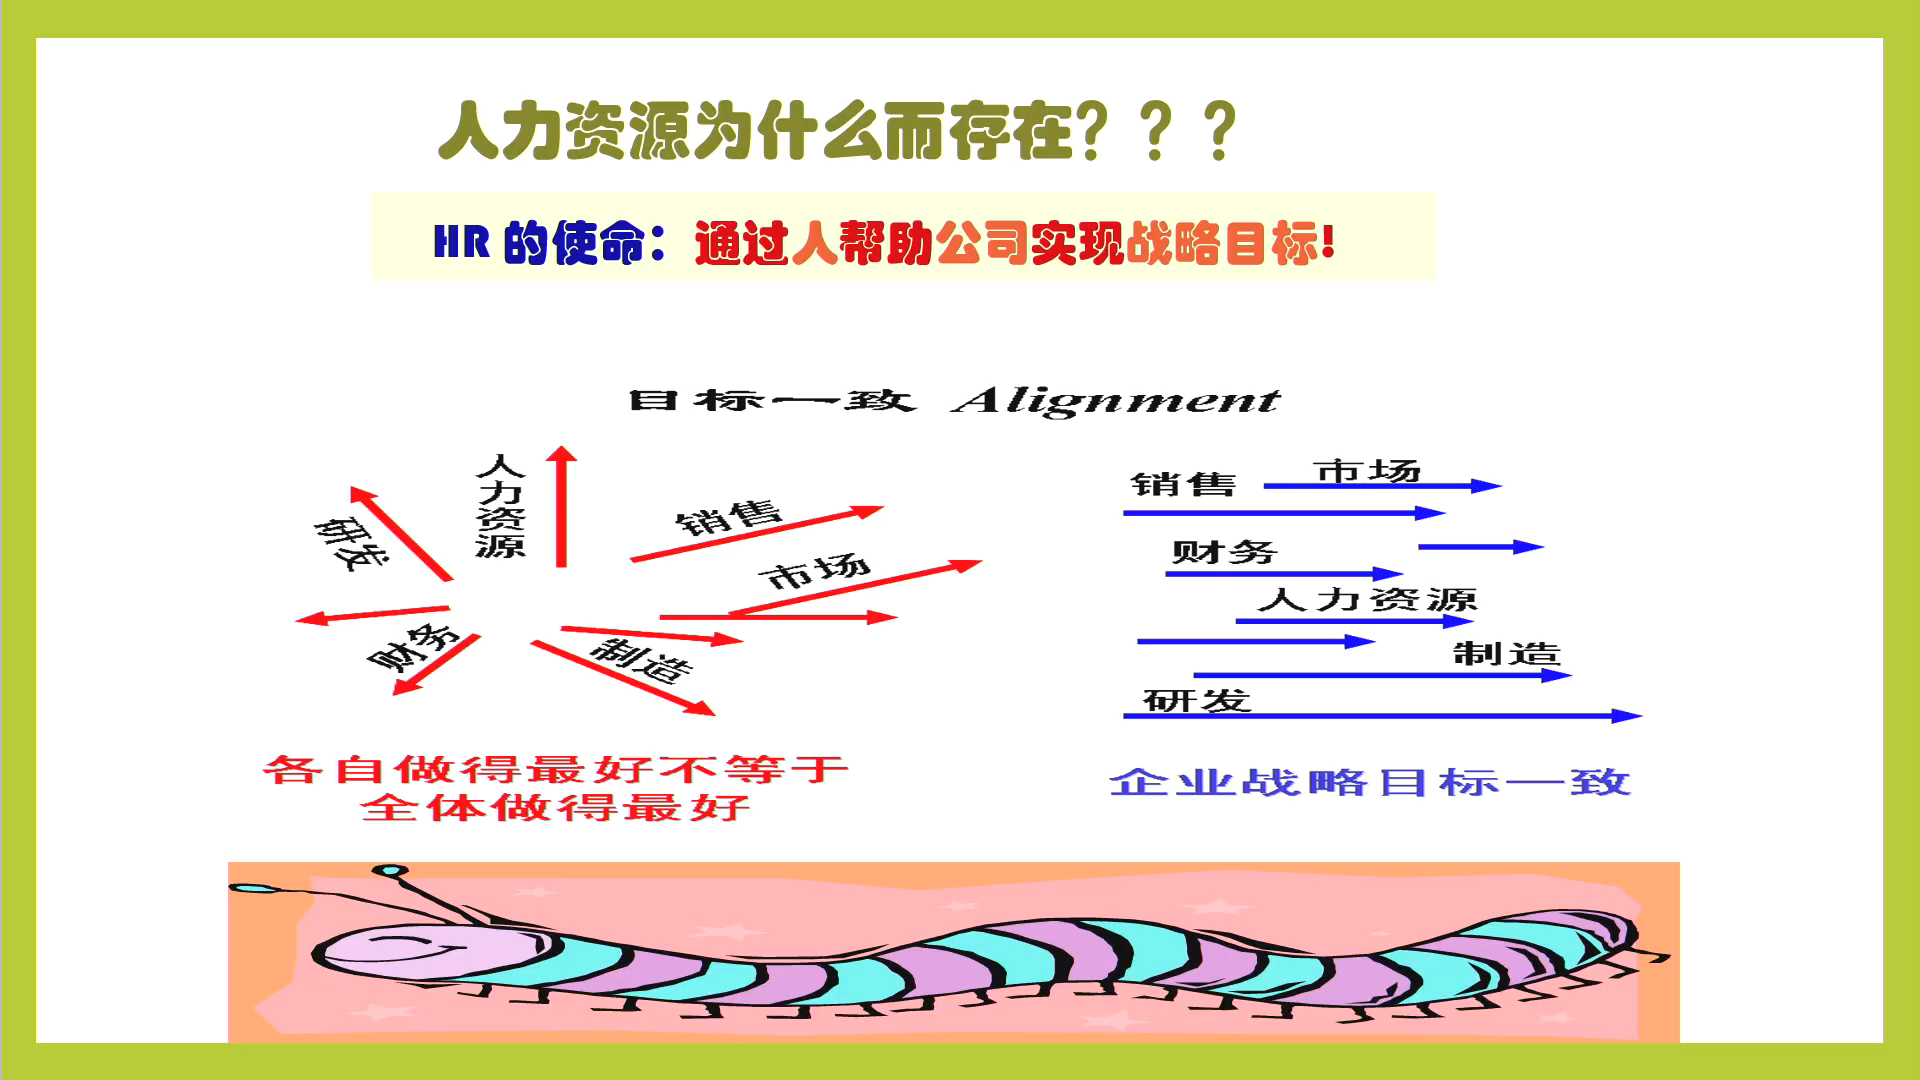 人力资源为什么而存在？？？
HR 的使命：通过人帮助公司实现战略目标！
目标一致 Alignment
人力资源
研发
销售
市场
财务
制造
各自做得最好不等于
全体做得最好
销售
市场
财务
人力资源
制造
研发
企业战略目标一致